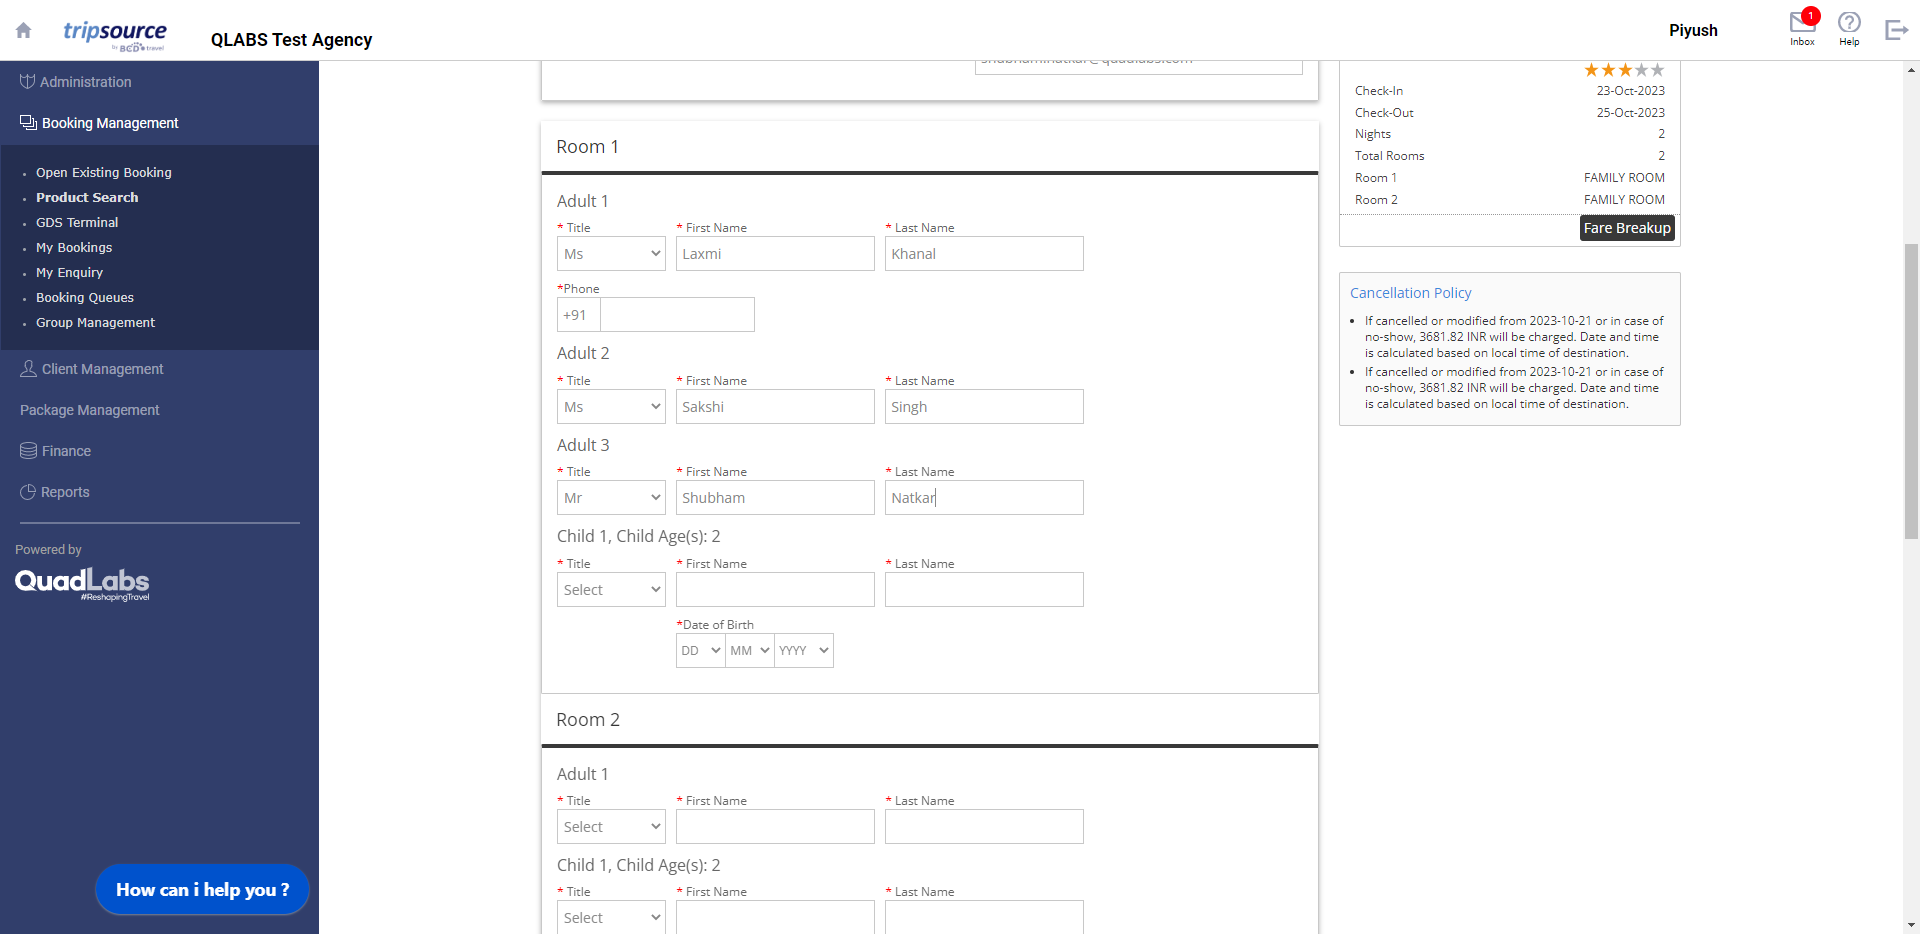 tripsource
by BCD travel
QLABS Test Agency
Piyush
1
Inbox
Help
Administration
Booking Management
Open Existing Booking
Product Search
GDS Terminal
My Bookings
My Enquiry
Booking Queues
Group Management
Client Management
Package Management
Finance
Reports
Powered by
QuadLabs
#ReshapingTravel
How can i help you ?
Room 1
Adult 1
* Title * First Name * Last Name
Ms Laxmi Khanal
*Phone
+91
Adult 2
* Title * First Name * Last Name
Ms Sakshi Singh
Adult 3
* Title * First Name * Last Name
Mr Shubham Natkar
Child 1, Child Age(s): 2
* Title * First Name * Last Name
Select
*Date of Birth
DD MM YYYY
Room 2
Adult 1
* Title * First Name * Last Name
Select
Child 1, Child Age(s): 2
* Title * First Name * Last Name
Select
Check-In 23-Oct-2023
Check-Out 25-Oct-2023
Nights 2
Total Rooms 2
Room 1 FAMILY ROOM
Room 2 FAMILY ROOM
Fare Breakup
Cancellation Policy
If cancelled or modified from 2023-10-21 or in case of
no-show, 3681.82 INR will be charged. Date and time
is calculated based on local time of destination.
If cancelled or modified from 2023-10-21 or in case of
no-show, 3681.82 INR will be charged. Date and time
is calculated based on local time of destination.